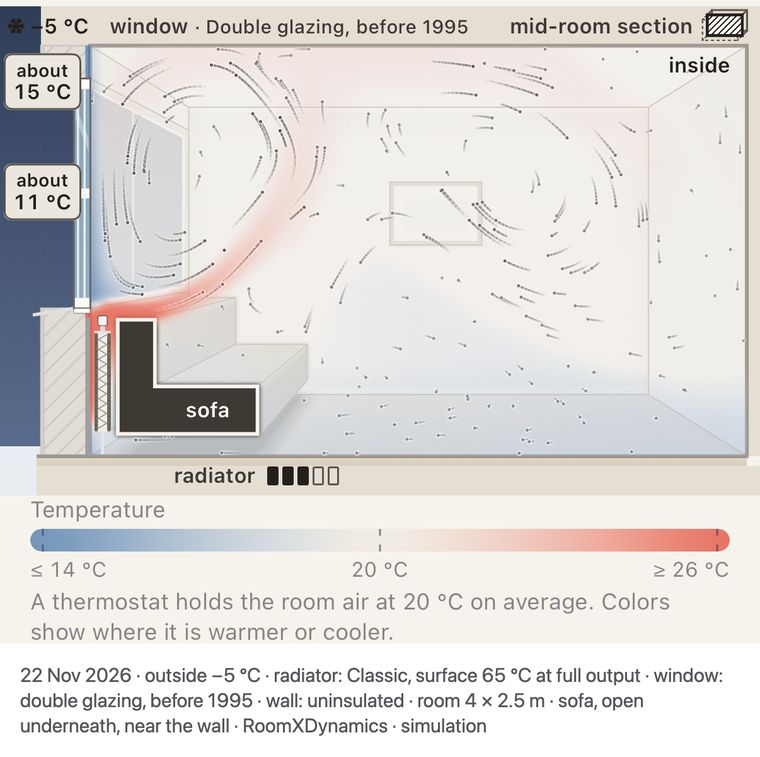 −5 °C window · Double glazing, before 1995 mid-room section
inside
about
15 °C
about
11 °C
sofa
radiator
Temperature
≤ 14 °C 20 °C ≥ 26 °C
A thermostat holds the room air at 20 °C on average. Colors
show where it is warmer or cooler.
22 Nov 2026 · outside −5 °C · radiator: Classic, surface 65 °C at full output · window:
double glazing, before 1995 · wall: uninsulated · room 4 × 2.5 m · sofa, open
underneath, near the wall · RoomXDynamics · simulation